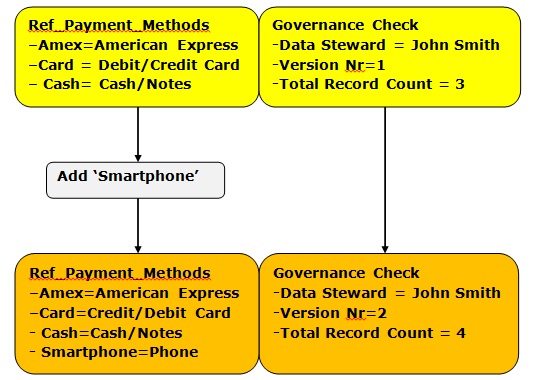 Ref_Payment_Methods
–Amex=American Express
–Card = Debit/Credit Card
– Cash= Cash/Notes
Governance Check
-Data Steward = John Smith
-Version Nr=1
-Total Record Count = 3
Add ‘Smartphone’
Ref_Payment_Methods
–Amex=American Express
–Card=Credit/Debit Card
- Cash=Cash/Notes
- Smartphone=Phone
Governance Check
-Data Steward = John Smith
-Version Nr=2
-Total Record Count = 4